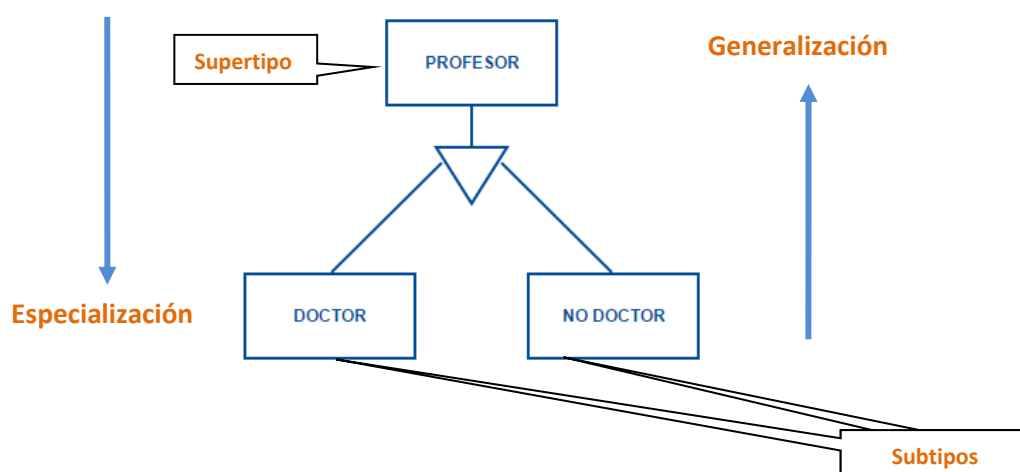 Generalización
Supertipo
PROFESOR
Especialización
DOCTOR
NO DOCTOR
Subtipos